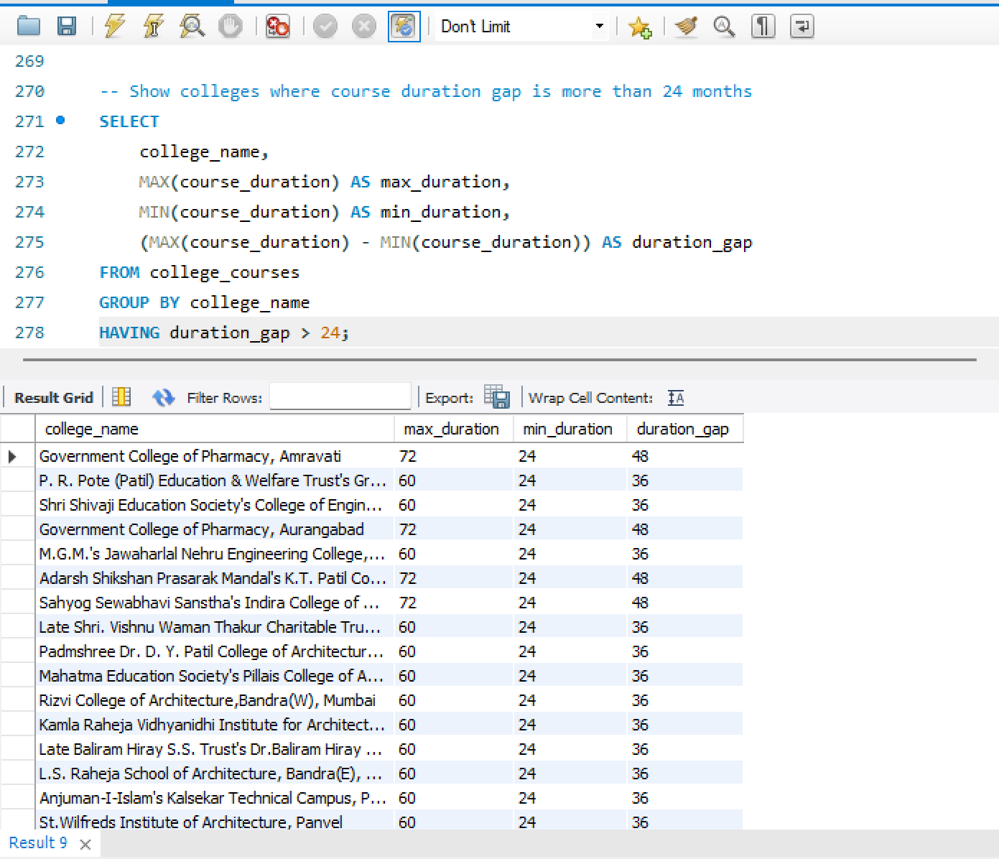 Don't Limit
269
270 -- Show colleges where course duration gap is more than 24 months
271 SELECT
272 college_name,
273 MAX(course_duration) AS max_duration,
274 MIN(course_duration) AS min_duration,
275 (MAX(course_duration) - MIN(course_duration)) AS duration_gap
276 FROM college_courses
277 GROUP BY college_name
278 HAVING duration_gap > 24;
Result Grid Filter Rows: Export: Wrap Cell Content:
college_name max_duration min_duration duration_gap
Government College of Pharmacy, Amravati 72 24 48
P. R. Pote (Patil) Education & Welfare Trust's Gr... 60 24 36
Shri Shivaji Education Society's College of Engin... 60 24 36
Government College of Pharmacy, Aurangabad 72 24 48
M.G.M.'s Jawaharlal Nehru Engineering College,... 60 24 36
Adarsh Shikshan Prasarak Mandal's K.T. Patil Co... 72 24 48
Sahyog Sewabhavi Sanstha's Indira College of ... 72 24 48
Late Shri. Vishnu Waman Thakur Charitable Tru... 60 24 36
Padmshree Dr. D. Y. Patil College of Architectur... 60 24 36
Mahatma Education Society's Pillais College of A... 60 24 36
Rizvi College of Architecture,Bandra(W), Mumbai 60 24 36
Kamla Raheja Vidhyanidhi Institute for Architect... 60 24 36
Late Baliram Hiray S.S. Trust's Dr.Baliram Hiray ... 60 24 36
L.S. Raheja School of Architecture, Bandra(E), ... 60 24 36
Anjuman-I-Islam's Kalsekar Technical Campus, P... 60 24 36
St.Wilfreds Institute of Architecture, Panvel 60 24 36
Result 9